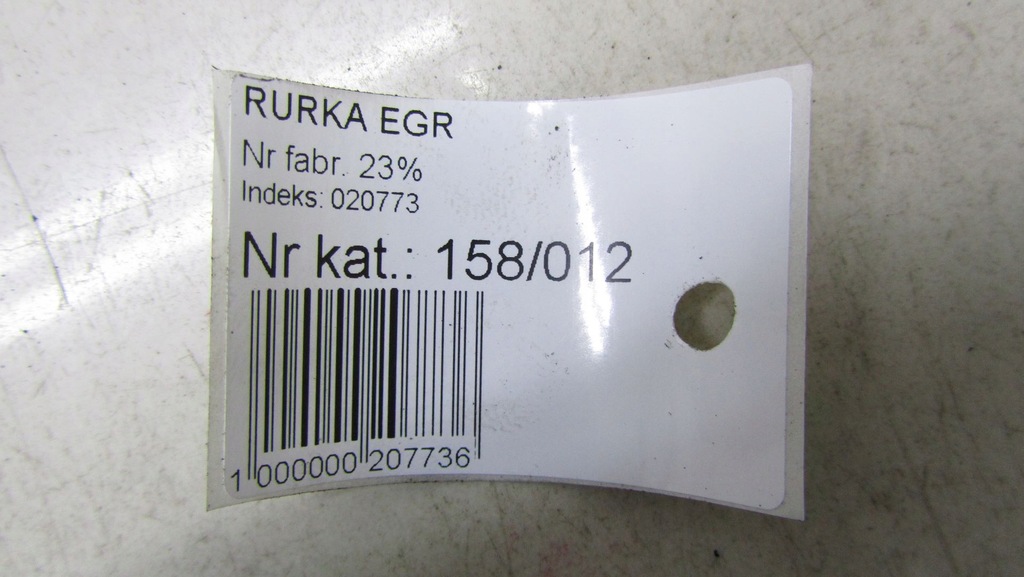 RURKA EGR
Nr fabr. 23%
Indeks: 020773
Nr kat.: 158/012
1 000000 207736